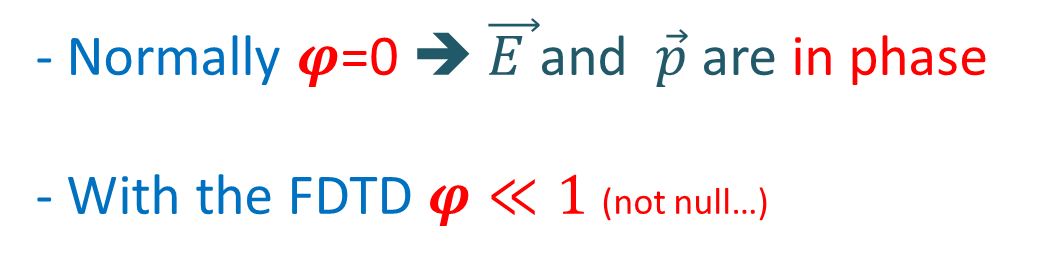 - Normally φ=0 ➔ E⃗ and p⃗ are in phase
- With the FDTD φ ≪ 1 (not null...)